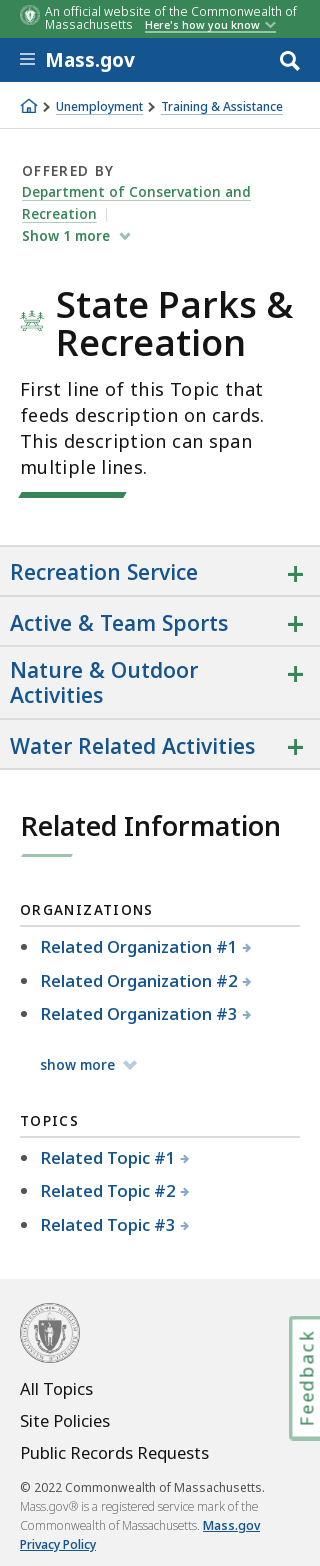 An official website of the Commonwealth of
Massachusetts Here's how you know
Mass.gov
Unemployment Training & Assistance
OFFERED BY
Department of Conservation and
Recreation
Show 1 more
State Parks &
Recreation
First line of this Topic that
feeds description on cards.
This description can span
multiple lines.
Recreation Service
Active & Team Sports
Nature & Outdoor
Activities
Water Related Activities
Related Information
ORGANIZATIONS
Related Organization #1
Related Organization #2
Related Organization #3
show more
TOPICS
Related Topic #1
Related Topic #2
Related Topic #3
Feedback
All Topics
Site Policies
Public Records Requests
© 2022 Commonwealth of Massachusetts.
Mass.gov® is a registered service mark of the
Commonwealth of Massachusetts. Mass.gov
Privacy Policy